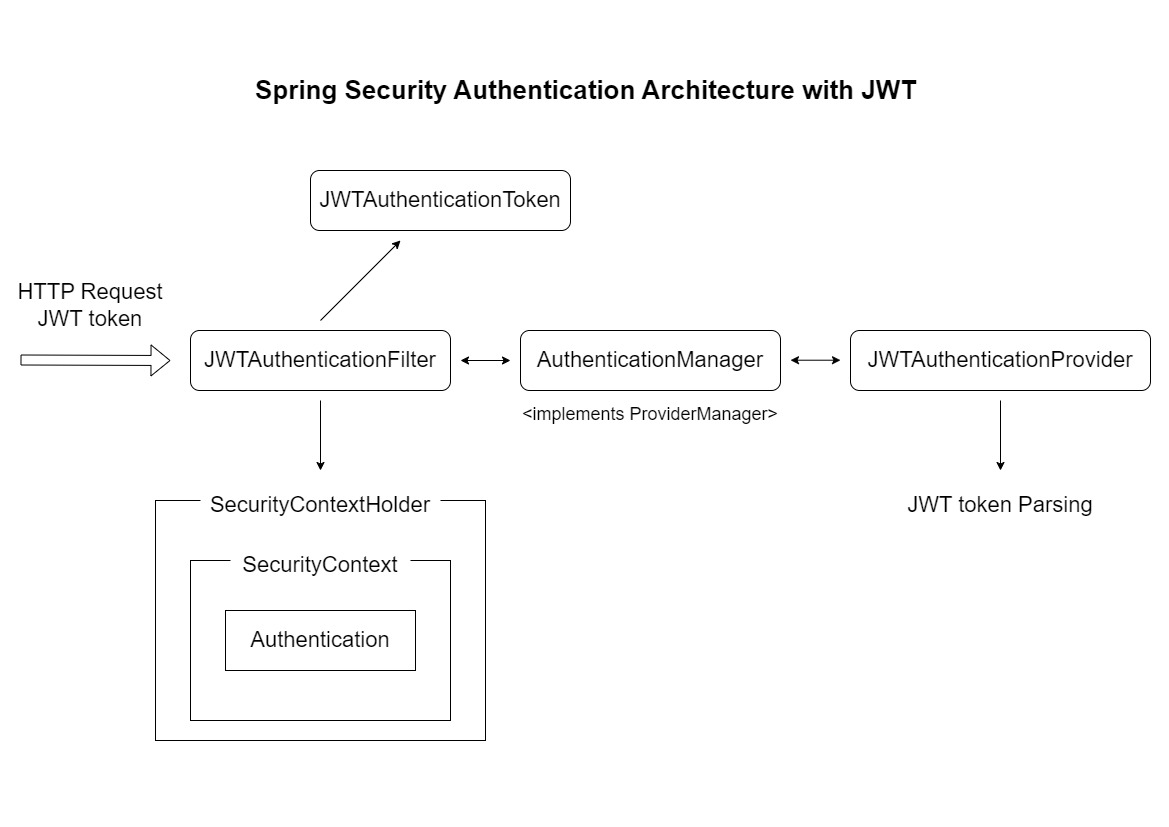 Spring Security Authentication Architecture with JWT
JWTAuthenticationToken
HTTP Request
JWT token
JWTAuthenticationFilter
AuthenticationManager
JWTAuthenticationProvider
<implements ProviderManager>
SecurityContextHolder
JWT token Parsing
SecurityContext
Authentication